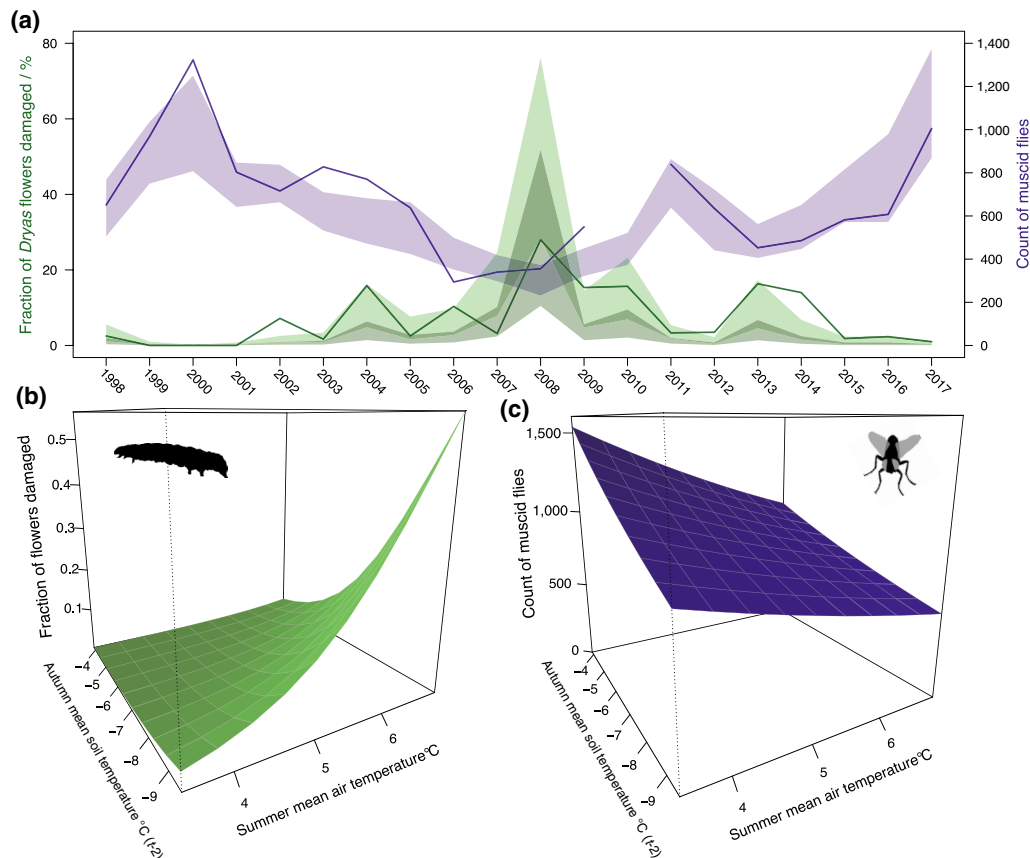 (a)
Fraction of Dryas flowers damaged / %
80
60
40
20
0
1,400
1,200
1,000
800
600
400
200
0
Count of muscid flies
1998 1999 2000 2001 2002 2003 2004 2005 2006 2007 2008 2009 2010 2011 2012 2013 2014 2015 2016 2017
(b)
Fraction of flowers damaged
0.5
0.4
0.3
0.2
0.1
−4
−5
−6
−7
−8
−9
Autumn mean soil temperature °C (t-2)
4 5 6
Summer mean air temperature°C
(c)
Count of muscid flies
1,500
1,000
500
0
−4
−5
−6
−7
−8
−9
Autumn mean soil temperature °C (t-2)
4 5 6
Summer mean air temperature°C